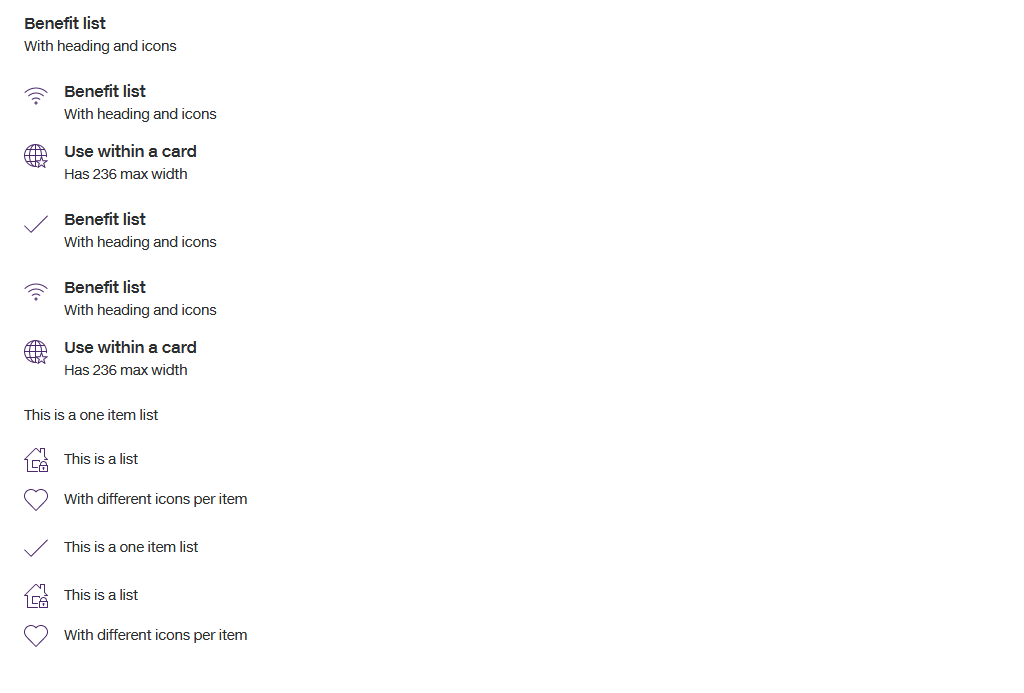 Benefit list
With heading and icons
Benefit list
With heading and icons
Use within a card
Has 236 max width
Benefit list
With heading and icons
Benefit list
With heading and icons
Use within a card
Has 236 max width
This is a one item list
This is a list
With different icons per item
This is a one item list
This is a list
With different icons per item